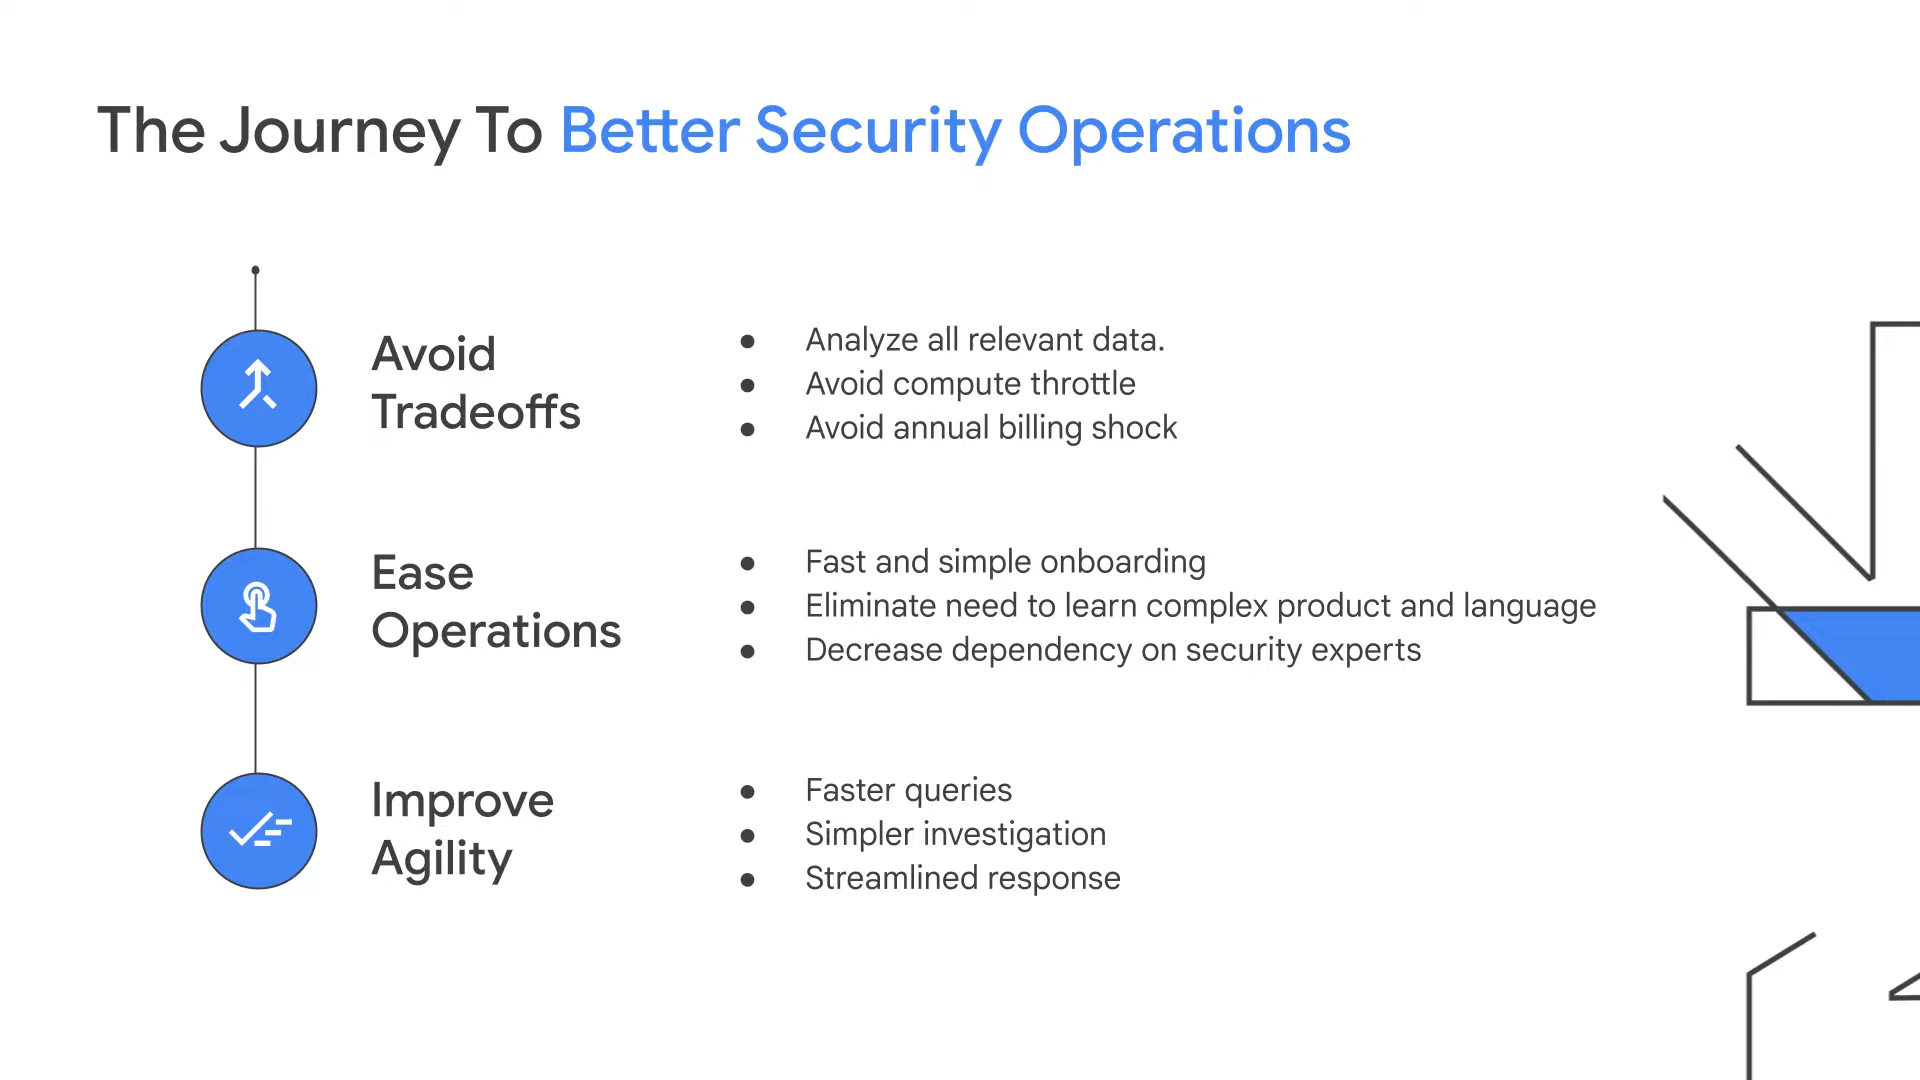 The Journey To Better Security Operations
Avoid
Tradeoffs
● Analyze all relevant data.
● Avoid compute throttle
● Avoid annual billing shock
Ease
Operations
● Fast and simple onboarding
● Eliminate need to learn complex product and language
● Decrease dependency on security experts
Improve
Agility
● Faster queries
● Simpler investigation
● Streamlined response